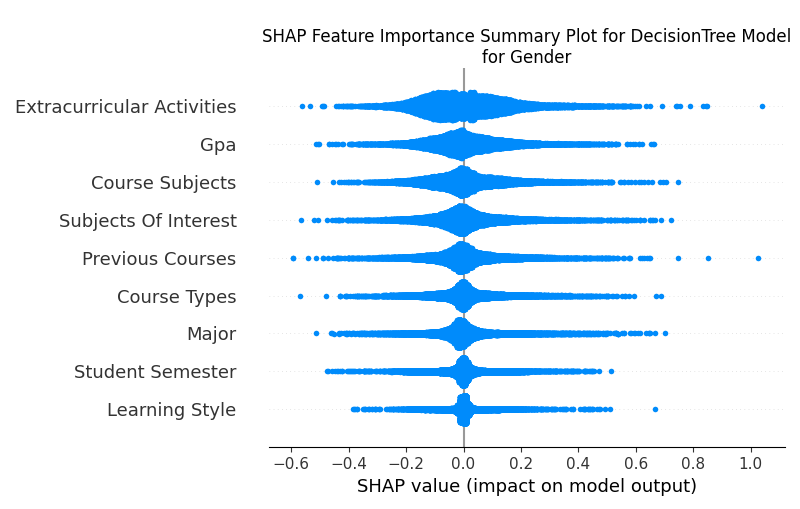 SHAP Feature Importance Summary Plot for DecisionTree Model
for Gender
Extracurricular Activities
Gpa
Course Subjects
Subjects Of Interest
Previous Courses
Course Types
Major
Student Semester
Learning Style
−0.6 −0.4 −0.2 0.0 0.2 0.4 0.6 0.8 1.0
SHAP value (impact on model output)